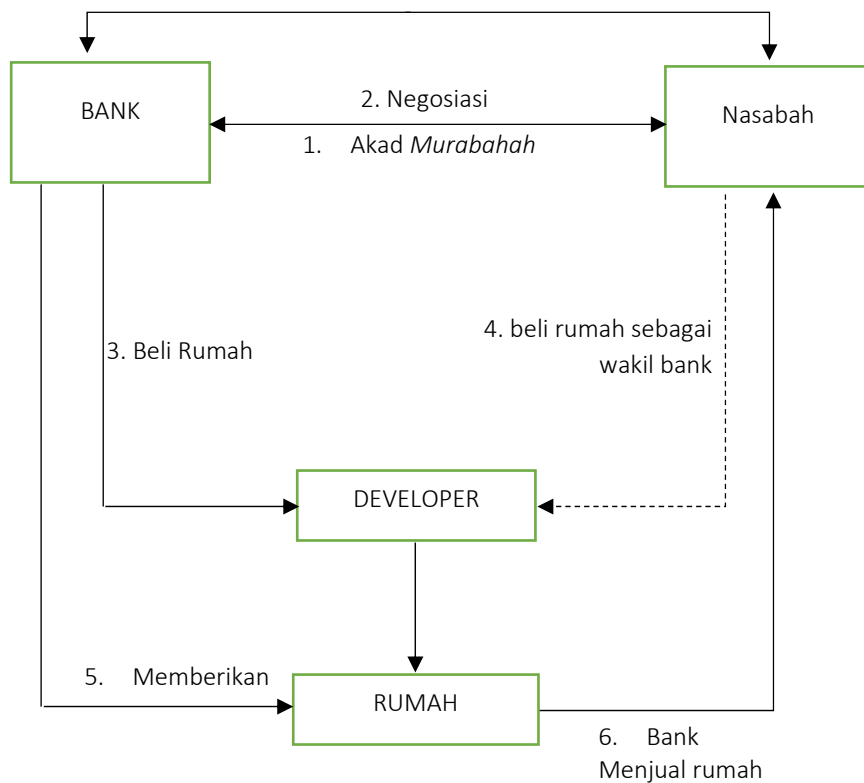 BANK
2. Negosiasi
Nasabah
1. Akad Murabahah
3. Beli Rumah
4. beli rumah sebagai
wakil bank
DEVELOPER
5. Memberikan
RUMAH
6. Bank
Menjual rumah